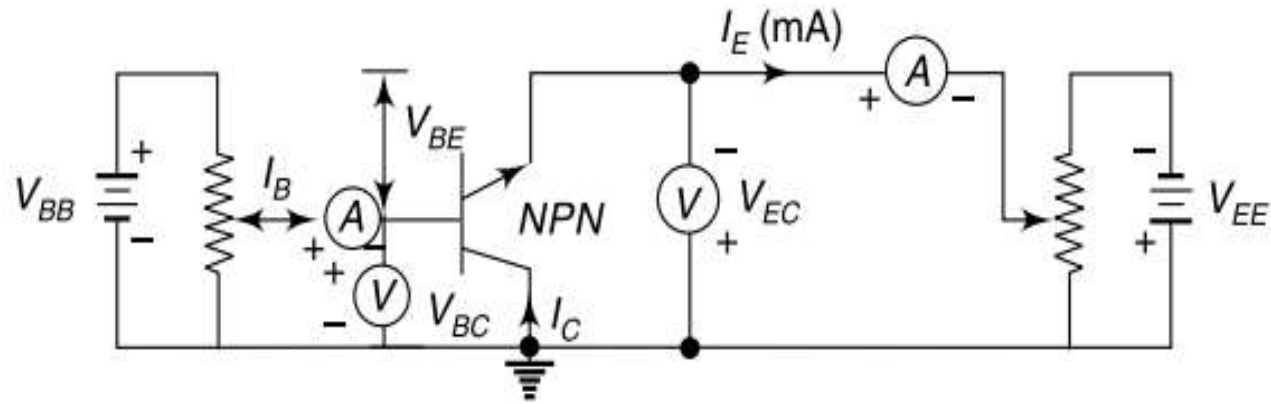 I_E (mA)
A
+ −
V_BE
+
V_BB
−
I_B
A
+ −
NPN
−
V V_EC
+
−
V_EE
+
+
V
−
V_BC
I_C